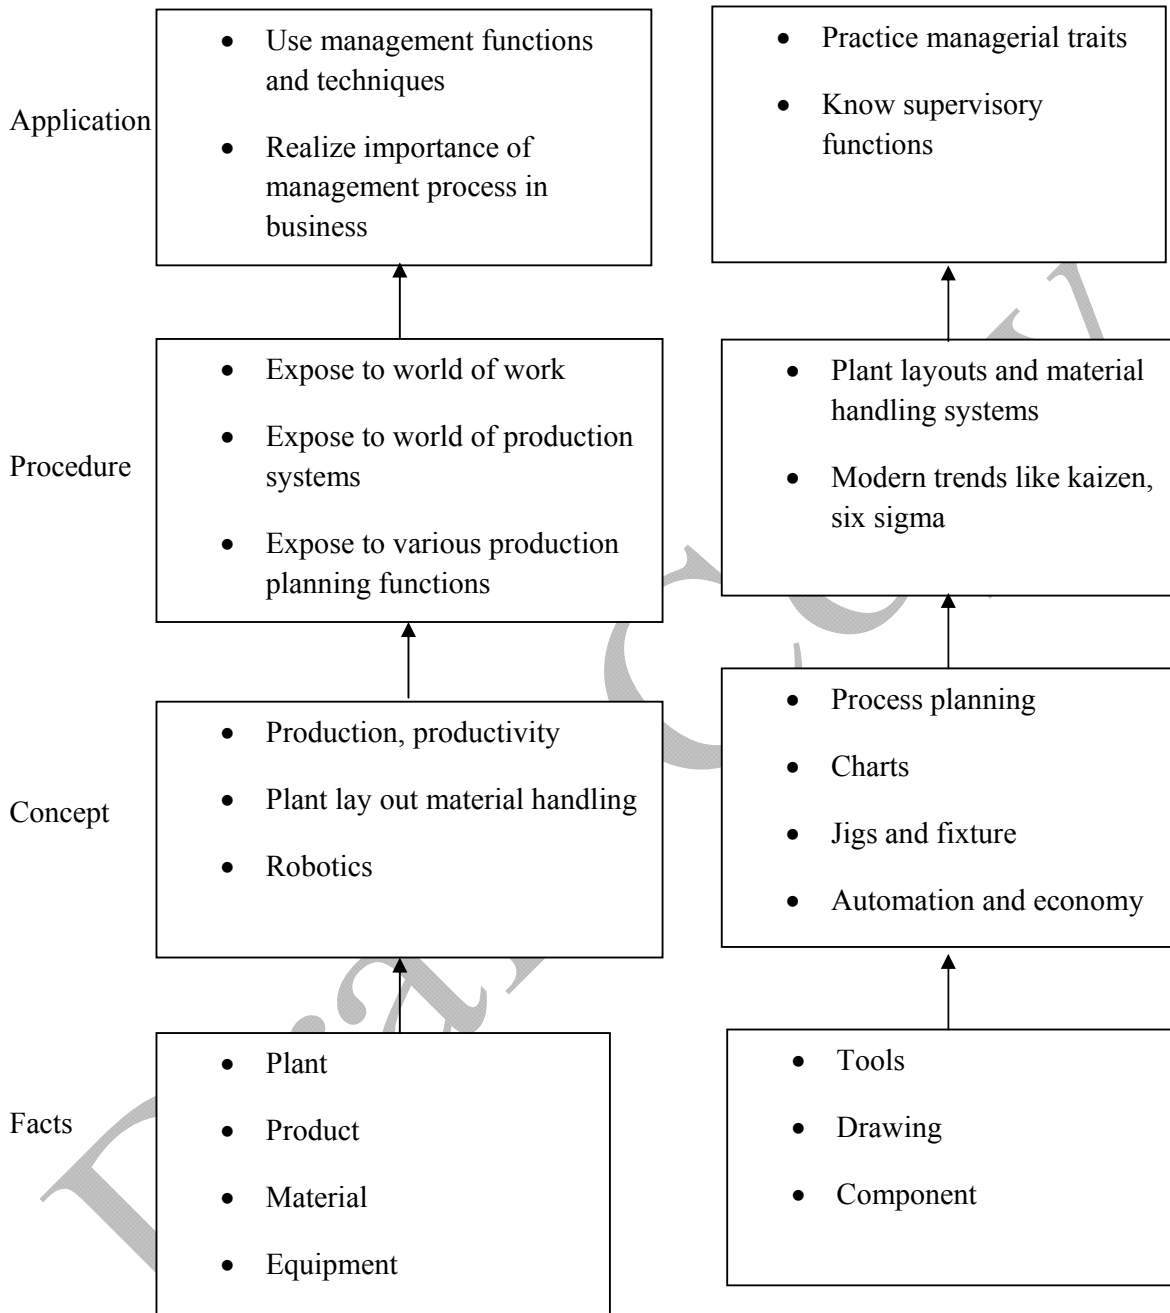 Application
• Use management functions
and techniques
• Realize importance of
management process in
business
• Practice managerial traits
• Know supervisory
functions
Procedure
• Expose to world of work
• Expose to world of production
systems
• Expose to various production
planning functions
• Plant layouts and material
handling systems
• Modern trends like kaizen,
six sigma
Concept
• Production, productivity
• Plant lay out material handling
• Robotics
• Process planning
• Charts
• Jigs and fixture
• Automation and economy
Facts
• Plant
• Product
• Material
• Equipment
• Tools
• Drawing
• Component